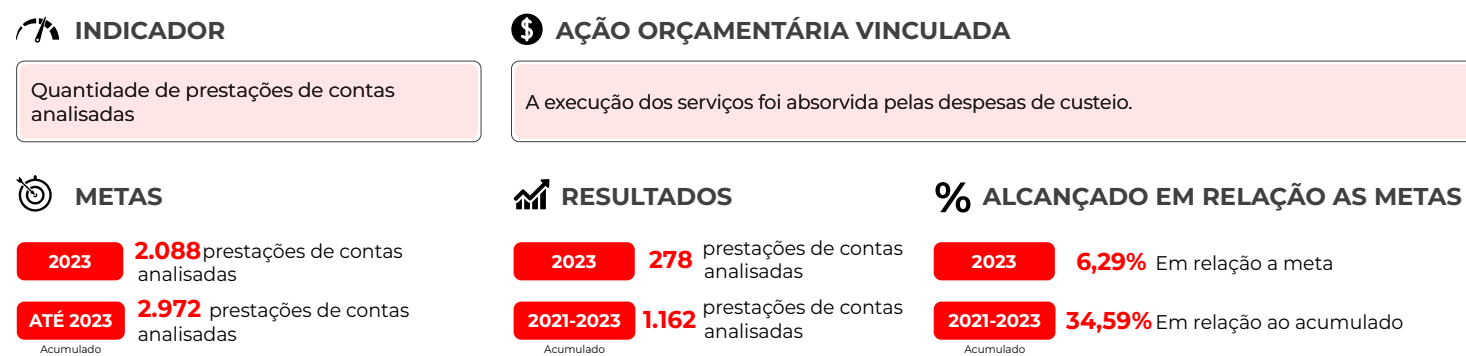 INDICADOR
Quantidade de prestações de contas
analisadas
AÇÃO ORÇAMENTÁRIA VINCULADA
A execução dos serviços foi absorvida pelas despesas de custeio.
METAS
2023 2.088 prestações de contas
analisadas
ATÉ 2023 2.972 prestações de contas
analisadas
Acumulado
RESULTADOS
2023 278 prestações de contas
analisadas
2021-2023 1.162 prestações de contas
analisadas
Acumulado
% ALCANÇADO EM RELAÇÃO AS METAS
2023 6,29% Em relação a meta
2021-2023 34,59% Em relação ao acumulado
Acumulado